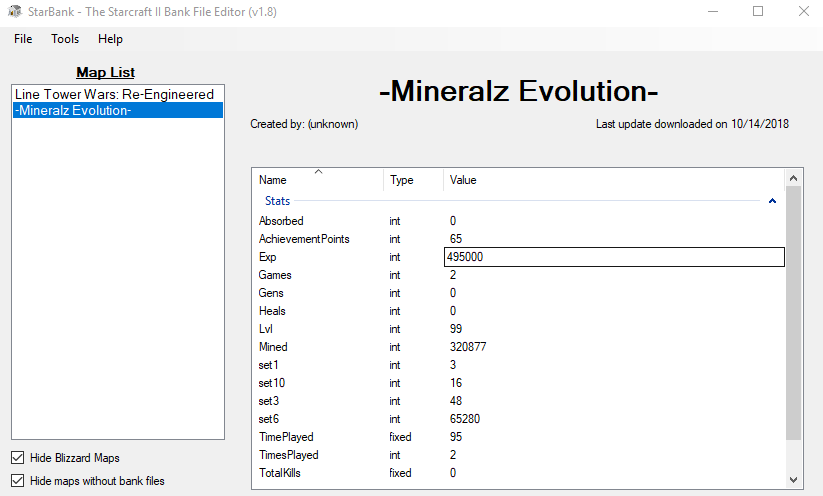 StarBank - The Starcraft II Bank File Editor (v1.8)
File Tools Help
Map List
Line Tower Wars: Re-Engineered
-Mineralz Evolution-
Hide Blizzard Maps
Hide maps without bank files
-Mineralz Evolution-
Created by: (unknown) Last update downloaded on 10/14/2018
Name Type Value
Stats
Absorbed int 0
AchievementPoints int 65
Exp int 495000
Games int 2
Gens int 0
Heals int 0
Lvl int 99
Mined int 320877
set1 int 3
set10 int 16
set3 int 48
set6 int 65280
TimePlayed fixed 95
TimesPlayed int 2
TotalKills fixed 0